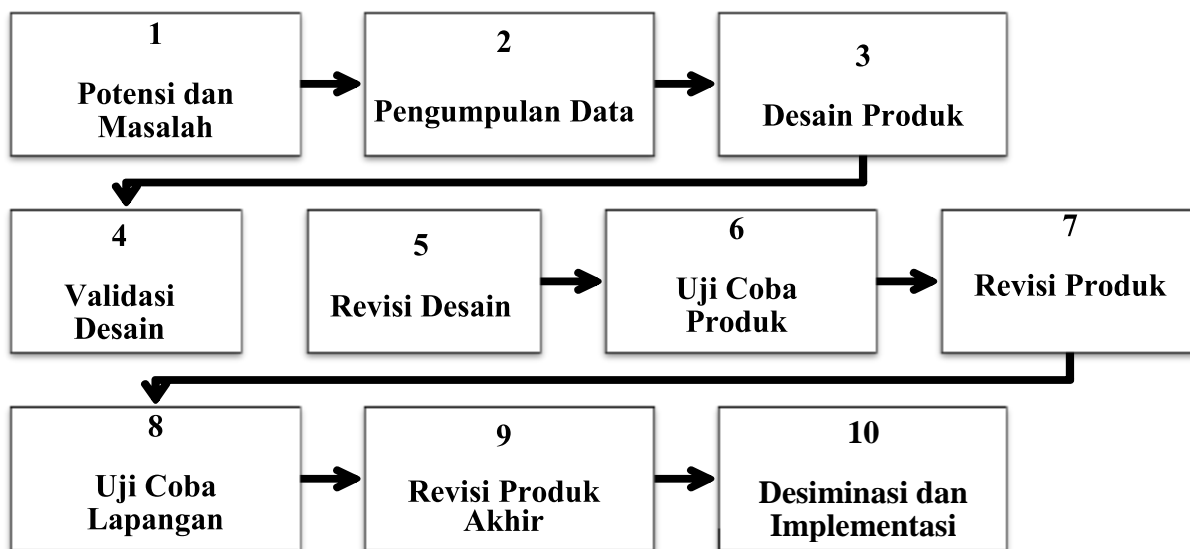 1
Potensi dan
Masalah
2
Pengumpulan Data
3
Desain Produk
4
Validasi
Desain
5
Revisi Desain
6
Uji Coba
Produk
7
Revisi Produk
8
Uji Coba
Lapangan
9
Revisi Produk
Akhir
10
Desiminasi dan
Implementasi